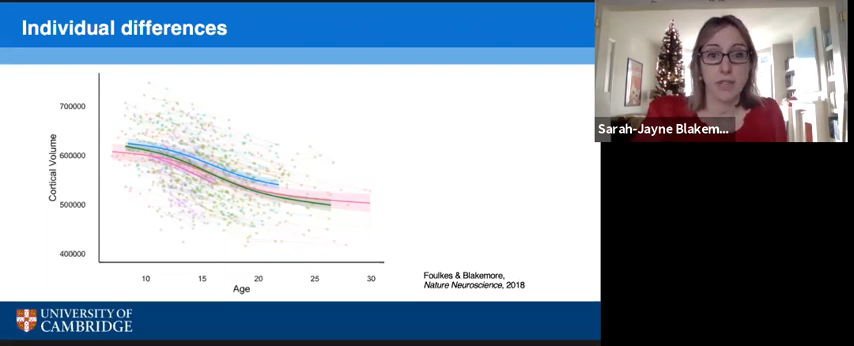 Individual differences
Sarah-Jayne Blakem...
700000
600000
500000
400000
Cortical Volume
10
15
20
25
30
Age
Foulkes & Blakemore,
Nature Neuroscience, 2018
UNIVERSITY OF
CAMBRIDGE